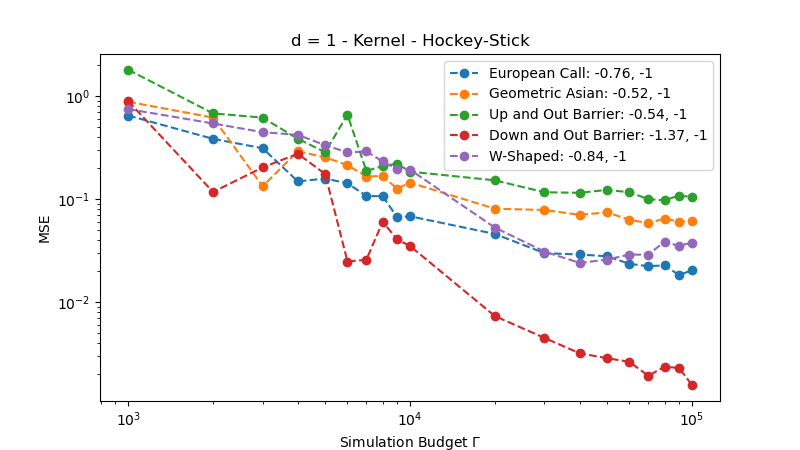 d = 1 - Kernel - Hockey-Stick
European Call: -0.76, -1
Geometric Asian: -0.52, -1
Up and Out Barrier: -0.54, -1
Down and Out Barrier: -1.37, -1
W-Shaped: -0.84, -1
MSE
10⁰
10⁻¹
10⁻²
10³ 10⁴ 10⁵
Simulation Budget Γ